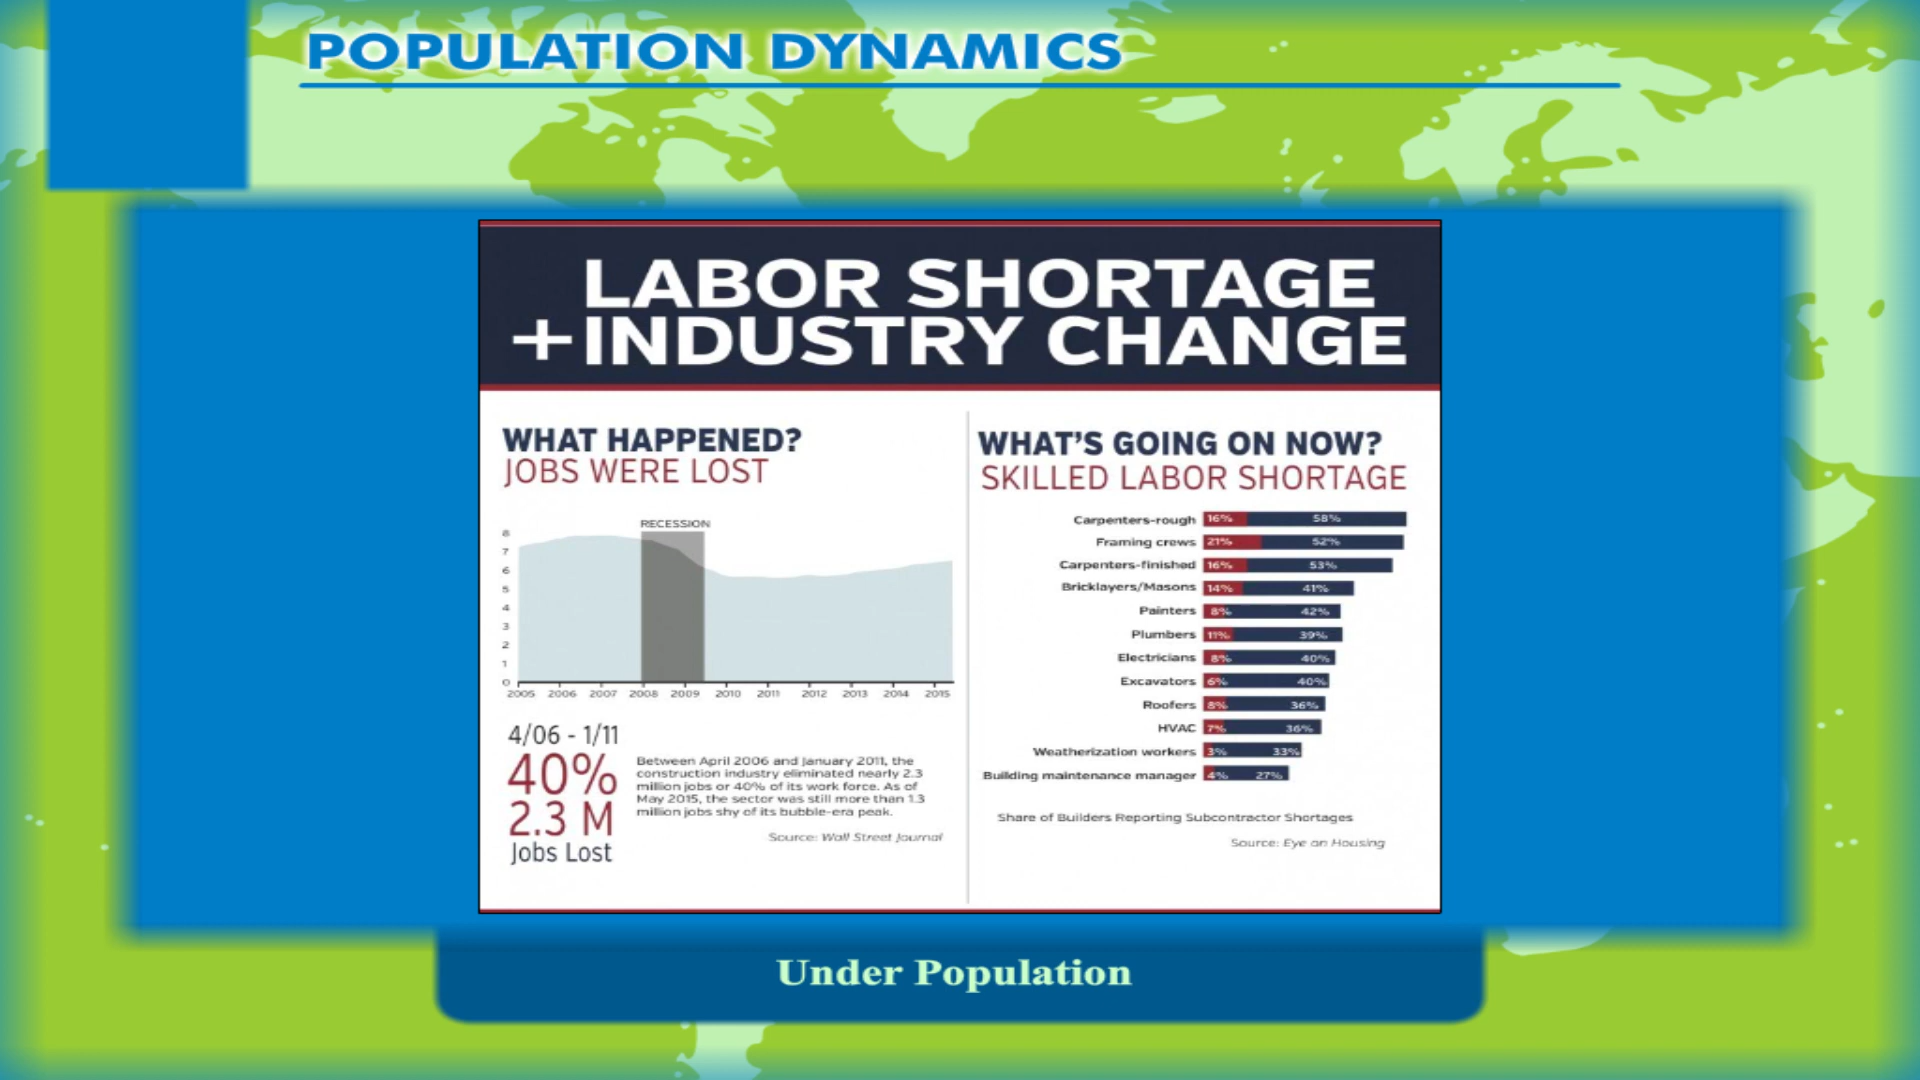 POPULATION DYNAMICS
LABOR SHORTAGE
+INDUSTRY CHANGE
WHAT HAPPENED?
JOBS WERE LOST
RECESSION
8
7
6
5
4
3
2
1
0
2005 2006 2007 2008 2009 2010 2011 2012 2013 2014 2015
4/06 - 1/11
40%
2.3 M
Jobs Lost
Between April 2006 and January 2011, the
construction industry eliminated nearly 2.3
million jobs or 40% of its work force. As of
May 2015, the sector was still more than 1.3
million jobs shy of its bubble-era peak.
Source: Wall Street Journal
WHAT'S GOING ON NOW?
SKILLED LABOR SHORTAGE
Carpenters-rough 16% 58%
Framing crews 21% 52%
Carpenters-finished 16% 53%
Bricklayers/Masons 14% 41%
Painters 8% 42%
Plumbers 11% 39%
Electricians 8% 40%
Excavators 6% 40%
Roofers 8% 36%
HVAC 7% 36%
Weatherization workers 3% 33%
Building maintenance manager 4% 27%
Share of Builders Reporting Subcontractor Shortages
Source: Eye on Housing
Under Population